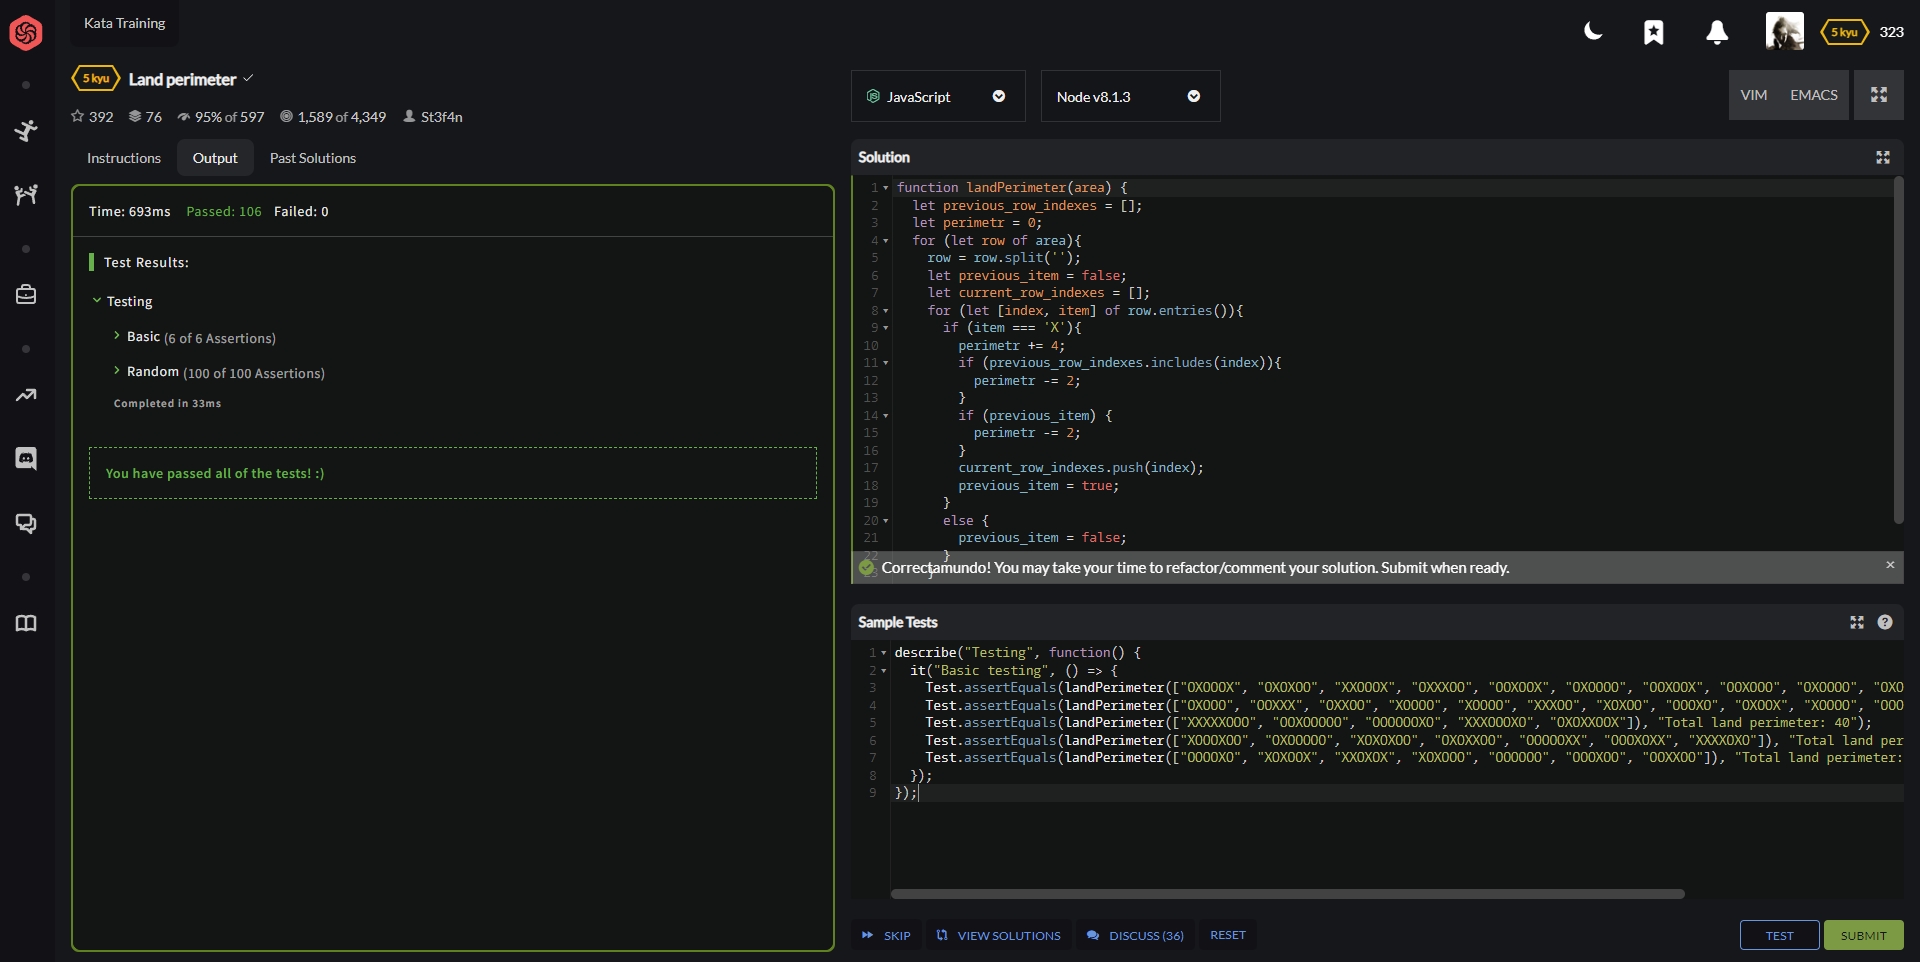 Kata Training
5 kyu
323
5 kyu Land perimeter
392 76 95% of 597 1,589 of 4,349 St3f4n
JavaScript
Node v8.1.3
VIM EMACS
Instructions Output Past Solutions
Time: 693ms Passed: 106 Failed: 0
Test Results:
Testing
Basic (6 of 6 Assertions)
Random (100 of 100 Assertions)
Completed in 33ms
You have passed all of the tests! :)
Solution
1 function landPerimeter(area) {
2 let previous_row_indexes = [];
3 let perimetr = 0;
4 for (let row of area){
5 row = row.split('');
6 let previous_item = false;
7 let current_row_indexes = [];
8 for (let [index, item] of row.entries()){
9 if (item === 'X'){
10 perimetr += 4;
11 if (previous_row_indexes.includes(index)){
12 perimetr -= 2;
13 }
14 if (previous_item) {
15 perimetr -= 2;
16 }
17 current_row_indexes.push(index);
18 previous_item = true;
19 }
20 else {
21 previous_item = false;
22 }
23 }
Correctamundo! You may take your time to refactor/comment your solution. Submit when ready.
Sample Tests
1 describe("Testing", function() {
2 it("Basic testing", () => {
3 Test.assertEquals(landPerimeter(["OXOOOX", "OXOXOO", "XXOOOX", "OXXXOO", "OOXOOX", "OXOOOO", "OOXOOX", "OOXOOO", "OXOOOO", "OXO
4 Test.assertEquals(landPerimeter(["OXOOO", "OOXXX", "OXXOO", "XOOOO", "XOOOO", "XXXOO", "XOXOO", "OOOXO", "OXOOX", "XOOOO", "OOO
5 Test.assertEquals(landPerimeter(["XXXXXOOO", "OOXOOOOO", "OOOOOOXO", "XXXOOOXO", "OXOXXOOX"]), "Total land perimeter: 40");
6 Test.assertEquals(landPerimeter(["XOOOXOO", "OXOOOOO", "XOXOXOO", "OXOXXOO", "OOOOOXX", "OOOXOXX", "XXXXOXO"]), "Total land per
7 Test.assertEquals(landPerimeter(["OOOOXO", "XOXOOX", "XXOXOX", "XOXOOO", "OOOOOO", "OOOXOO", "OOXXOO"]), "Total land perimeter:
8 });
9 });
SKIP VIEW SOLUTIONS DISCUSS (36) RESET
TEST SUBMIT